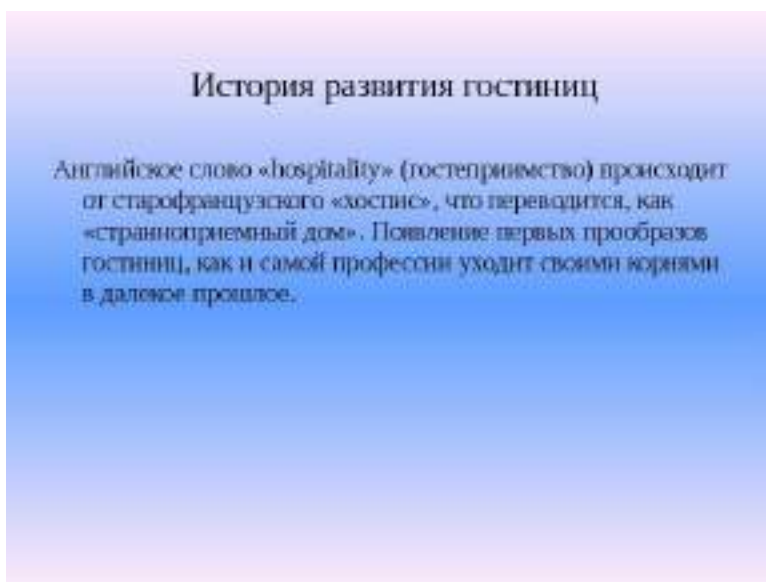 История развития гостиниц
Английское слово «hospitality» (гостеприимство) происходит
от старофранцузского «хоспис», что переводится, как
«странноприемный дом». Появление первых прообразов
гостиниц, как и самой профессии уходит своими корнями
в далекое прошлое.